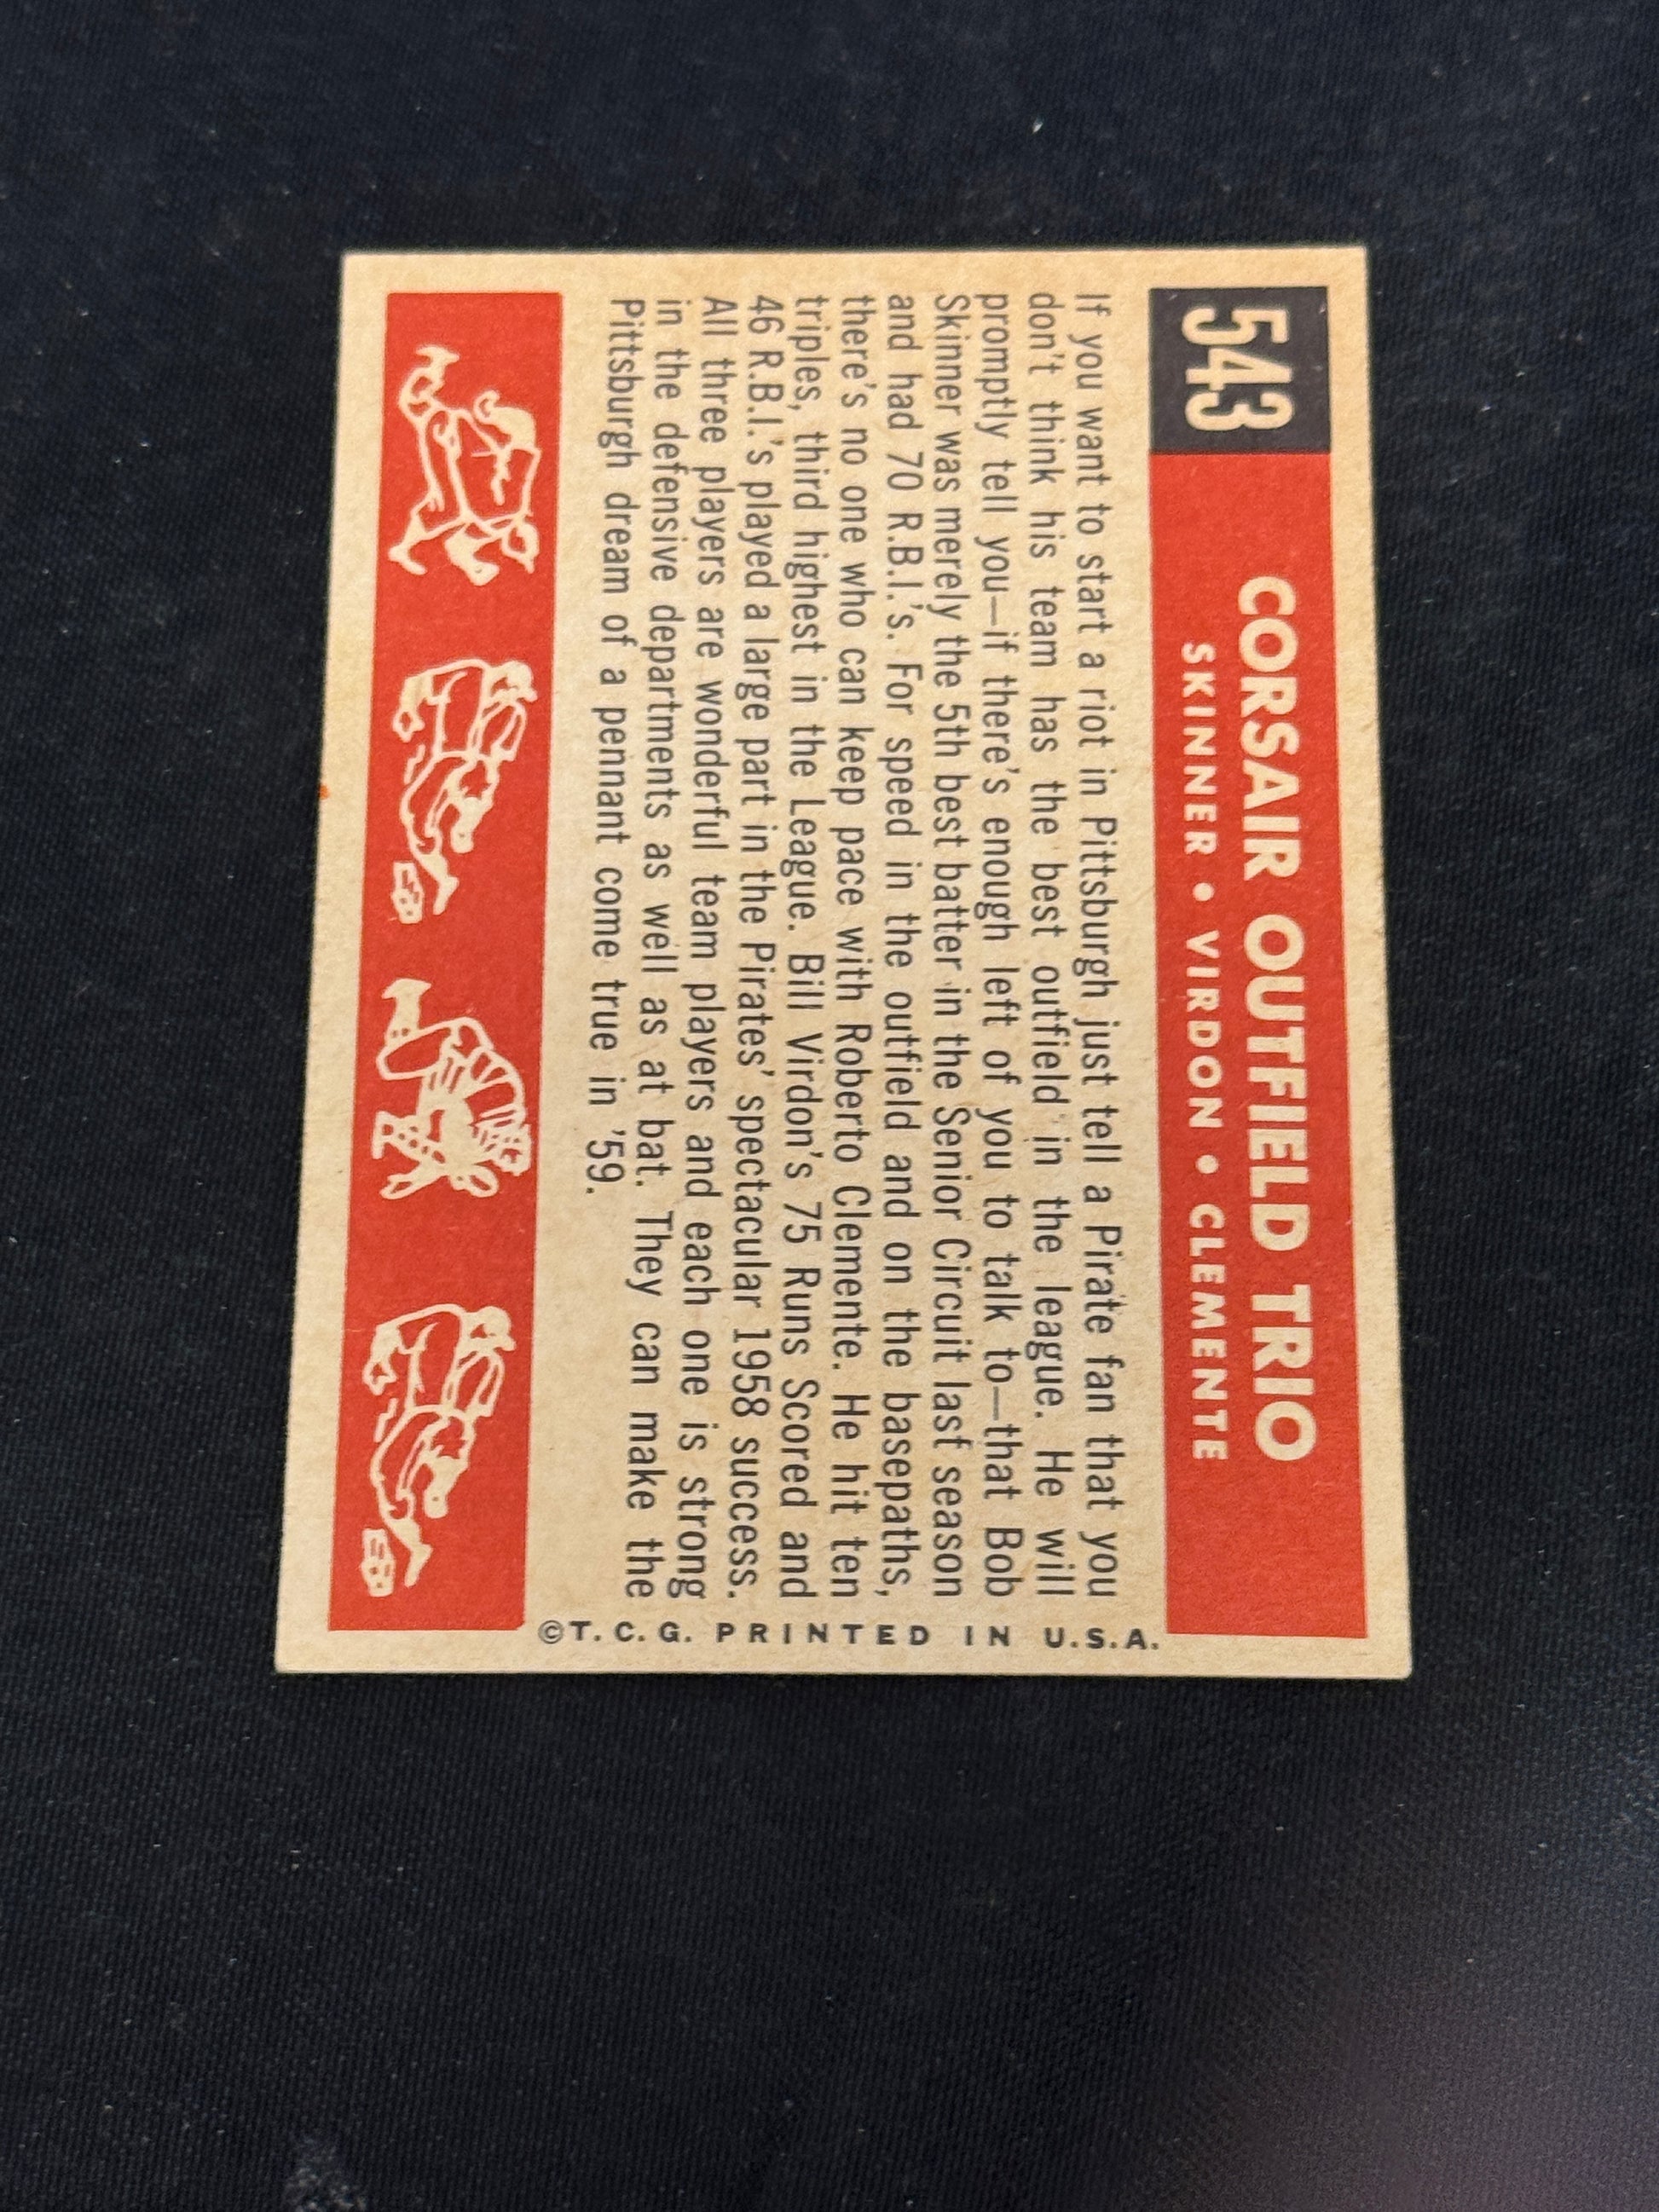 543
CORSAIR OUTFIELD TRIO
SKINNER • VIRDON • CLEMENTE
If you want to start a riot in Pittsburgh just tell a Pirate fan that you
don't think his team has the best outfield in the league. He will
promptly tell you—if there's enough left of you to talk to—that Bob
Skinner was merely the 5th best batter in the Senior Circuit last season
and had 70 R.B.I.'s. For speed in the outfield and on the basepaths,
there's no one who can keep pace with Roberto Clemente. He hit ten
triples, third highest in the League. Bill Virdon's 75 Runs Scored and
46 R.B.I.'s played a large part in the Pirates' spectacular 1958 success.
All three players are wonderful team players and each one is strong
in the defensive departments as well as at bat. They can make the
Pittsburgh dream of a pennant come true in '59.
©T.C.G. PRINTED IN U.S.A.